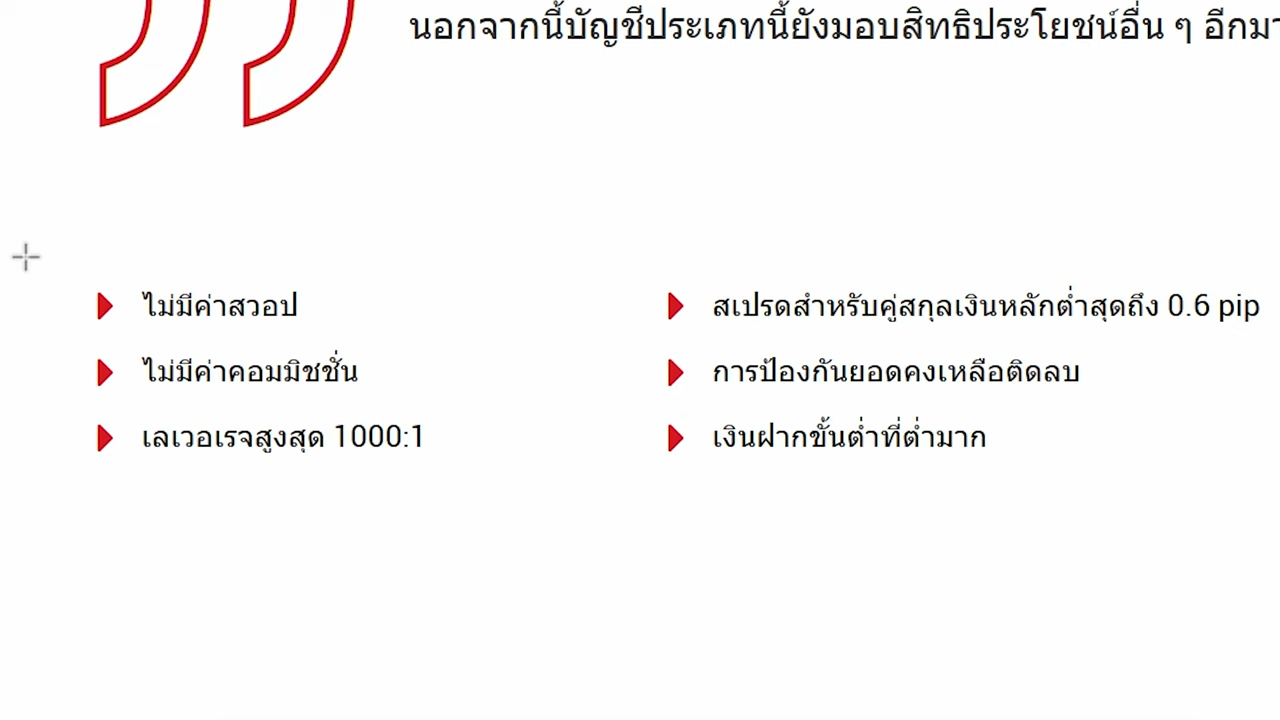 นอกจากนี้บัญชีประเภทนี้ยังมอบสิทธิประโยชน์อื่น ๆ อีก
ไม่มีค่าสวอป
ไม่มีค่าคอมมิชชั่น
เลเวอเรจสูงสุด 1000:1
สเปรดสำหรับคู่สกุลเงินหลักต่ำสุดถึง 0.6 pip
การป้องกันยอดคงเหลือติดลบ
เงินฝากขั้นต่ำที่ต่ำมาก